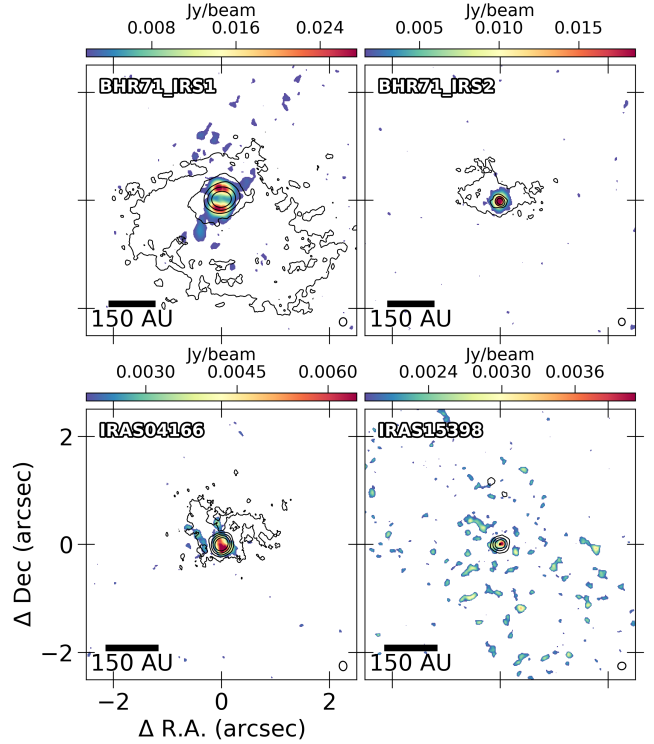 Jy/beam Jy/beam
0.008 0.016 0.024 0.005 0.010 0.015
BHR71_IRS1 BHR71_IRS2
150 AU 150 AU
Jy/beam Jy/beam
0.0030 0.0045 0.0060 0.0024 0.0030 0.0036
IRAS04166 IRAS15398
2
0
−2
Δ Dec (arcsec)
150 AU 150 AU
−2 0 2
Δ R.A. (arcsec)